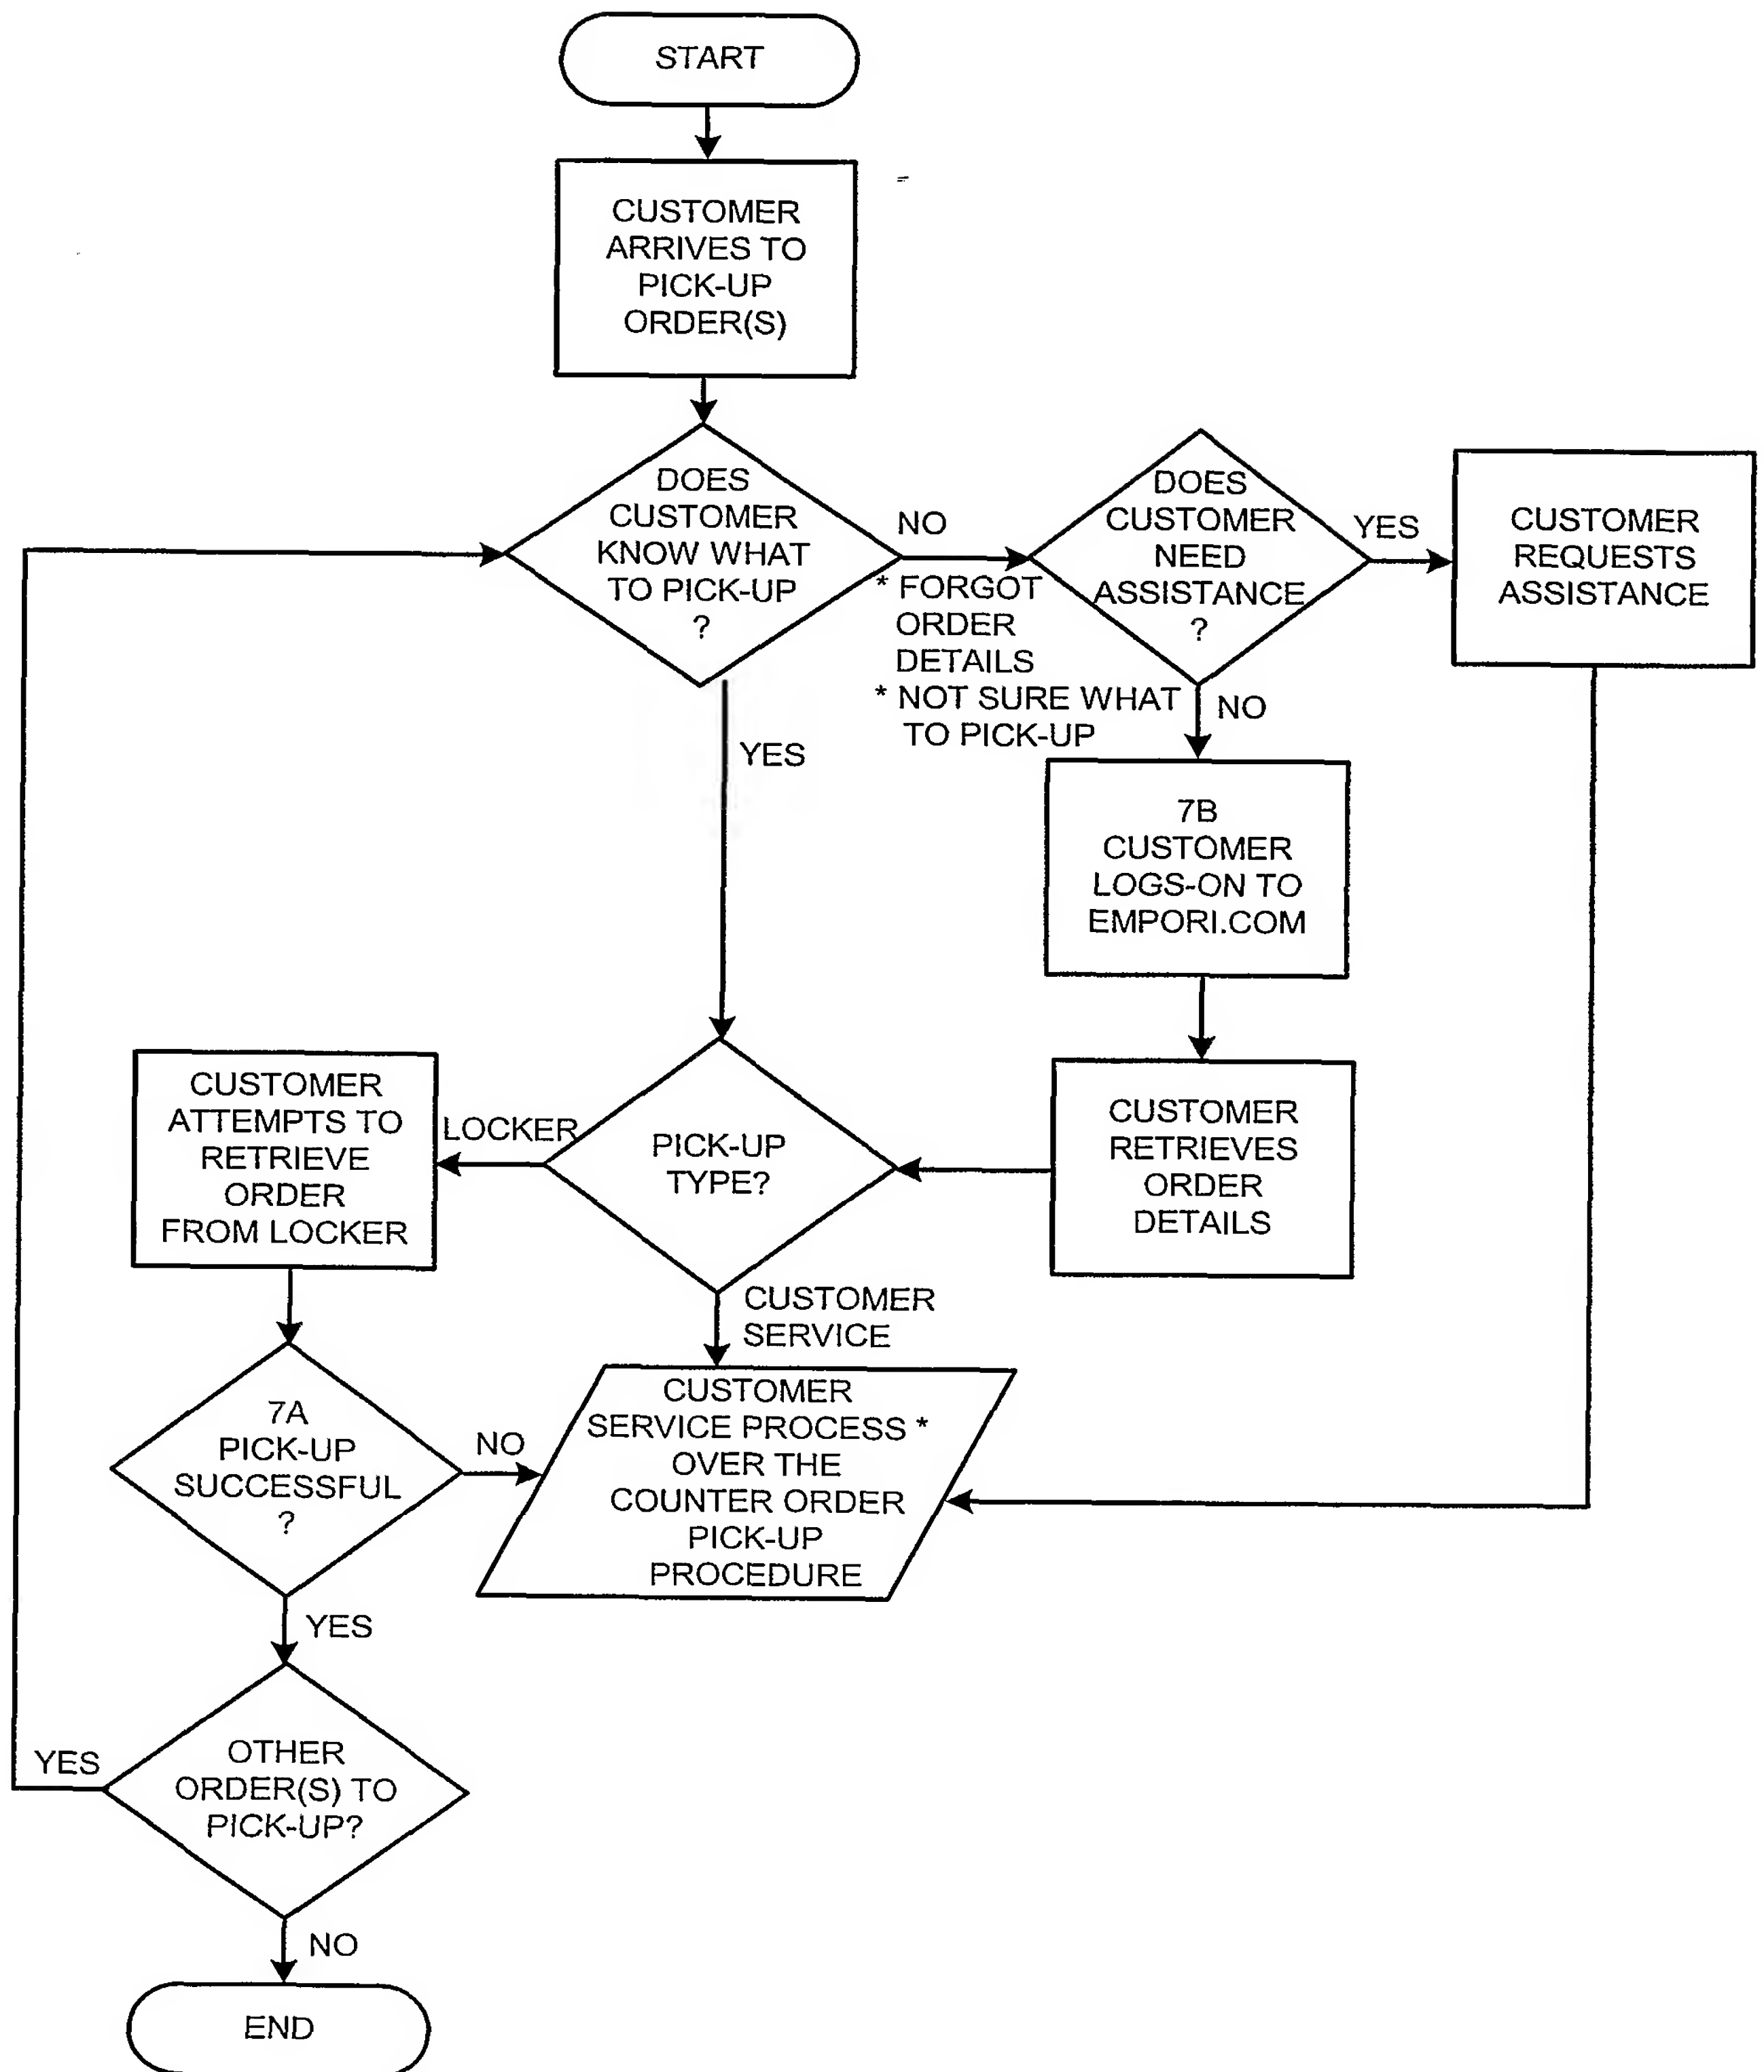 START
CUSTOMER
ARRIVES TO
PICK-UP
ORDER(S)
DOES
CUSTOMER
KNOW WHAT
TO PICK-UP
?
NO
* FORGOT
ORDER
DETAILS
* NOT SURE WHAT
TO PICK-UP
DOES
CUSTOMER
NEED
ASSISTANCE
?
YES
CUSTOMER
REQUESTS
ASSISTANCE
NO
YES
7B
CUSTOMER
LOGS-ON TO
EMPORI.COM
CUSTOMER
RETRIEVES
ORDER
DETAILS
PICK-UP
TYPE?
LOCKER
CUSTOMER
ATTEMPTS TO
RETRIEVE
ORDER
FROM LOCKER
CUSTOMER
SERVICE
CUSTOMER
SERVICE PROCESS *
OVER THE
COUNTER ORDER
PICK-UP
PROCEDURE
7A
PICK-UP
SUCCESSFUL
?
NO
YES
OTHER
ORDER(S) TO
PICK-UP?
YES
NO
END